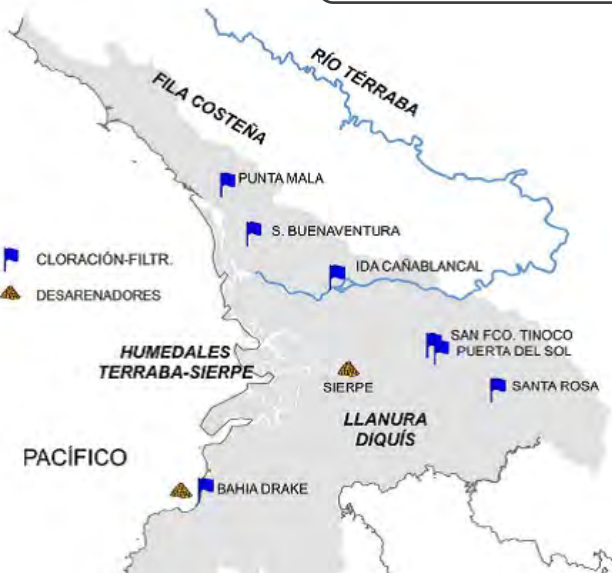 RÍO TÉRRABA
FILA COSTEÑA
PUNTA MALA
S. BUENAVENTURA
CLORACIÓN-FILTR.
IDA CAÑABLANCAL
DESARENADORES
HUMEDALES
TERRABA-SIERPE
SAN FCO. TINOCO
PUERTA DEL SOL
SIERPE
SANTA ROSA
LLANURA
DIQUÍS
PACÍFICO
BAHIA DRAKE